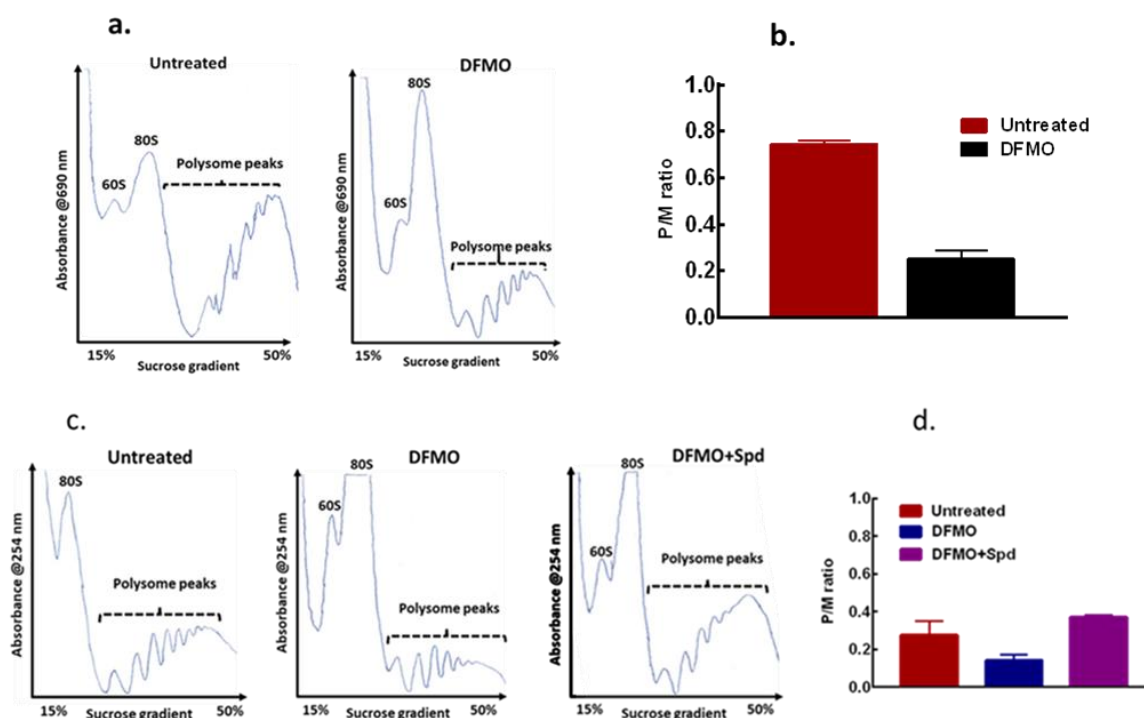 a.
Untreated
Absorbance @690 nm
60S
80S
Polysome peaks
15%
Sucrose gradient
50%
DFMO
Absorbance @690 nm
60S
80S
Polysome peaks
15%
Sucrose gradient
50%
b.
P/M ratio
1.0
0.8
0.6
0.4
0.2
0.0
Untreated
DFMO
c.
Untreated
Absorbance @254 nm
80S
Polysome peaks
15%
Sucrose gradient
50%
DFMO
Absorbance @254 nm
60S
80S
Polysome peaks
15%
Sucrose gradient
50%
DFMO+Spd
Absorbance @254 nm
60S
80S
Polysome peaks
15%
Sucrose gradient
50%
d.
P/M ratio
1.0
0.8
0.6
0.4
0.2
0.0
Untreated
DFMO
DFMO+Spd